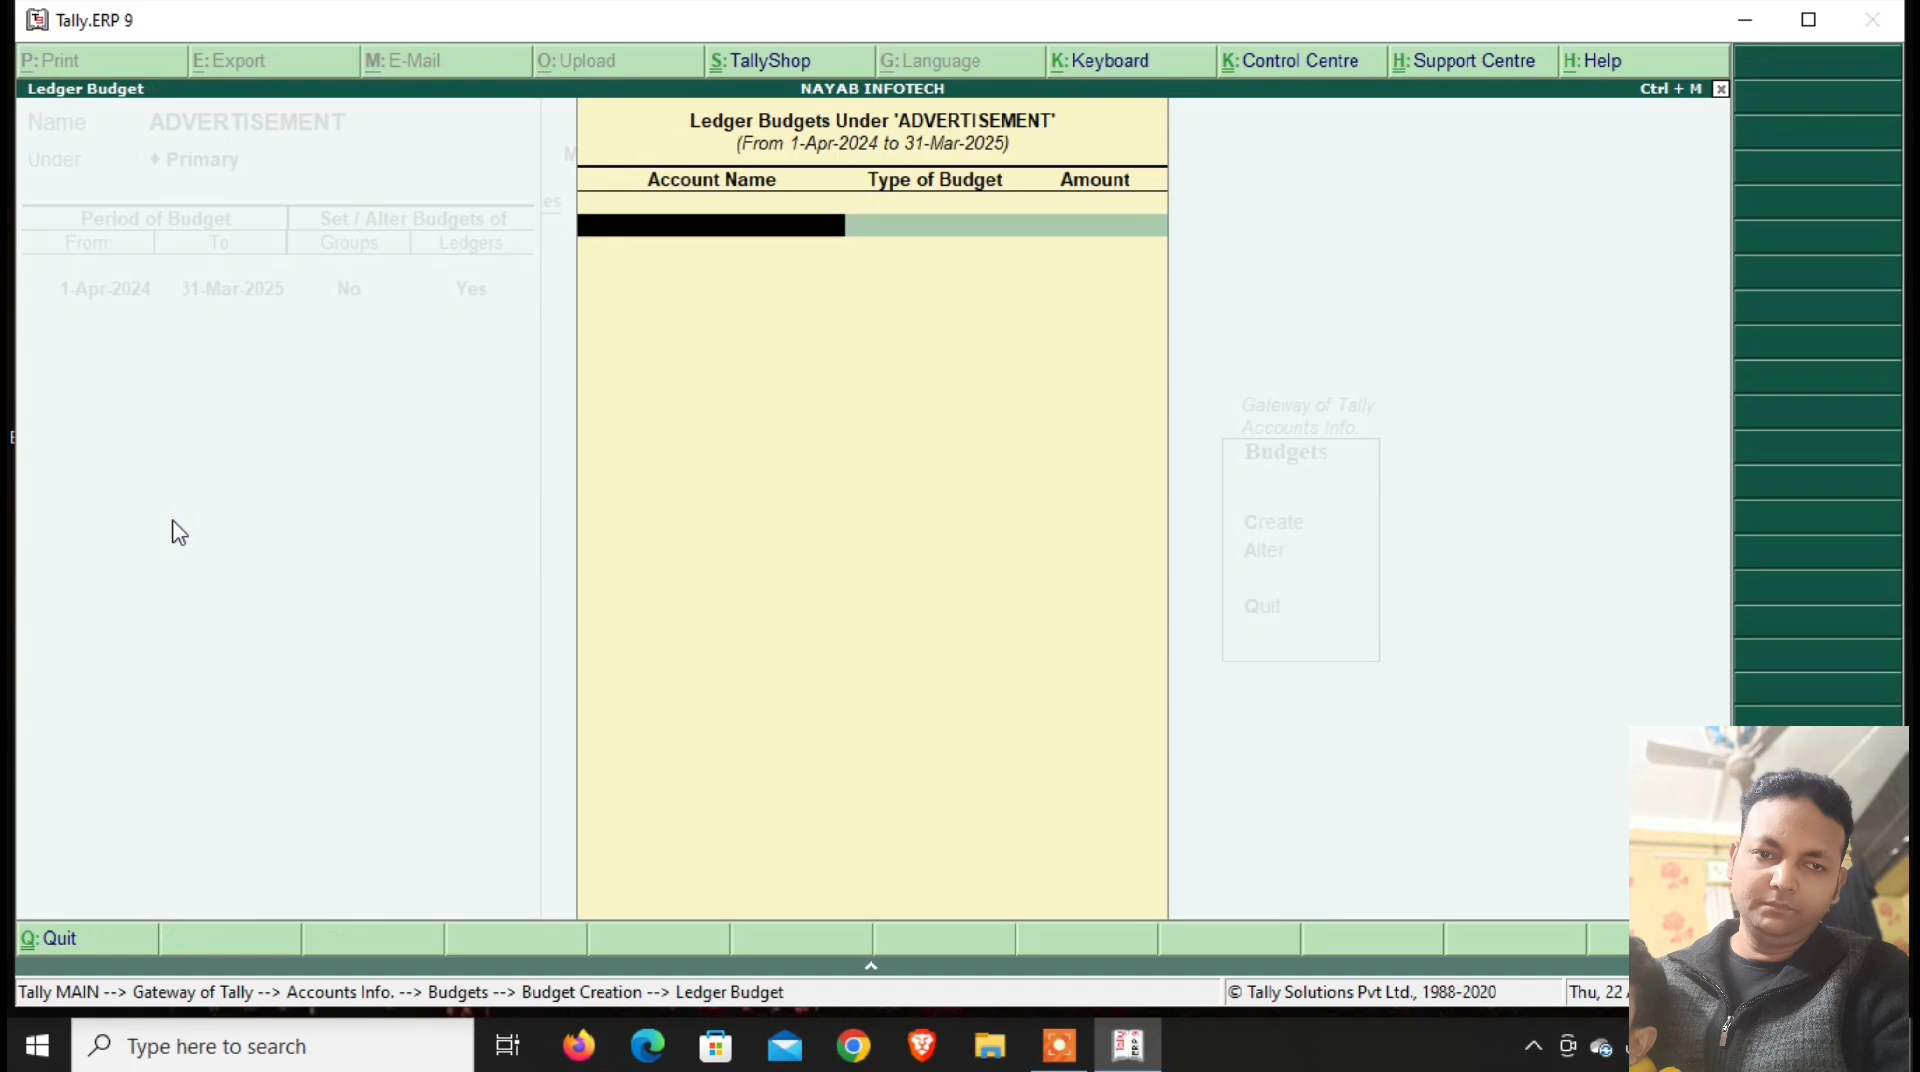 Tally.ERP 9
P: Print
E: Export
M: E-Mail
O: Upload
S: TallyShop
G: Language
K: Keyboard
K: Control Centre
H: Support Centre
H: Help
Ledger Budget
NAYAB INFOTECH
Ctrl + M
Name ADVERTISEMENT
Under : ♦ Primary
Period of Budget
Set / Alter Budgets of
From
To
Groups
Ledgers
1-Apr-2024
31-Mar-2025
No
Yes
M
es
Ledger Budgets Under 'ADVERTISEMENT'
(From 1-Apr-2024 to 31-Mar-2025)
Account Name
Type of Budget
Amount
Gateway of Tally
Accounts Info.
Budgets
Create
Alter
Quit
Q: Quit
Tally MAIN --> Gateway of Tally --> Accounts Info. --> Budgets --> Budget Creation --> Ledger Budget
© Tally Solutions Pvt Ltd., 1988-2020
Thu, 22
Type here to search